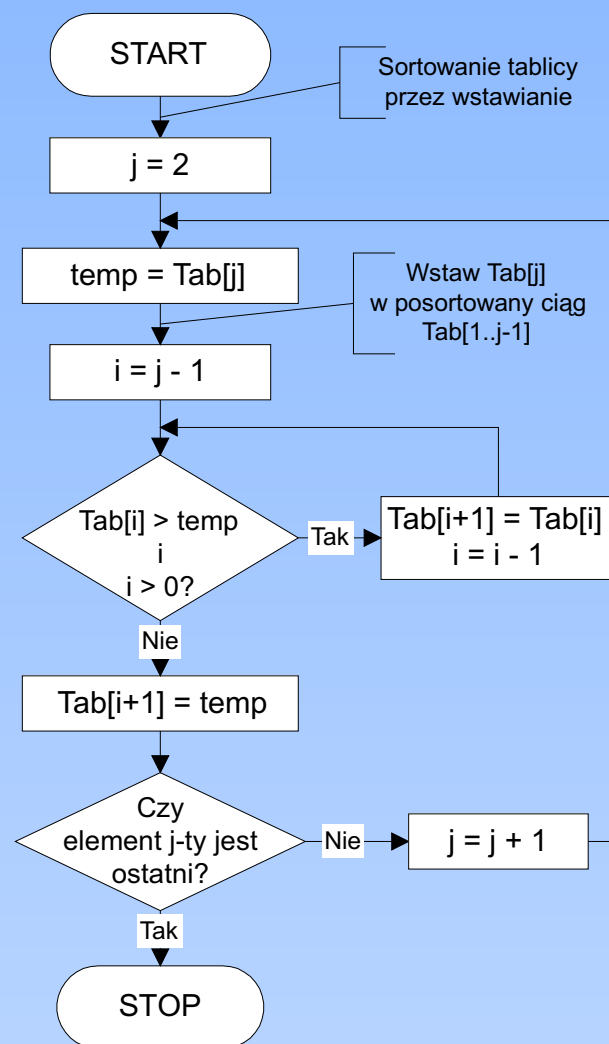 START
Sortowanie tablicy
przez wstawianie
j = 2
temp = Tab[j]
Wstaw Tab[j]
w posortowany ciąg
Tab[1..j-1]
i = j - 1
Tab[i] > temp
i
i > 0?
Tak
Tab[i+1] = Tab[i]
i = i - 1
Nie
Tab[i+1] = temp
Czy
element j-ty jest
ostatni?
Nie
j = j + 1
Tak
STOP